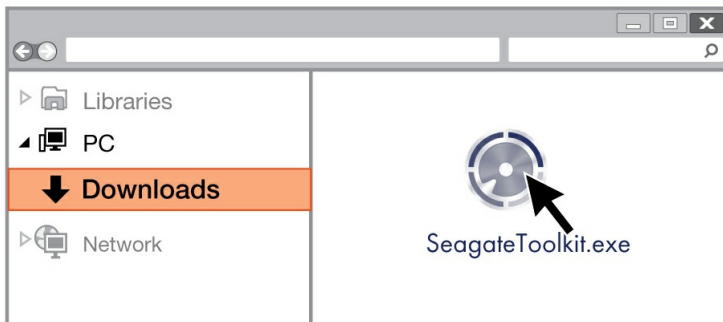 Libraries
PC
Downloads
Network
SeagateToolkit.exe